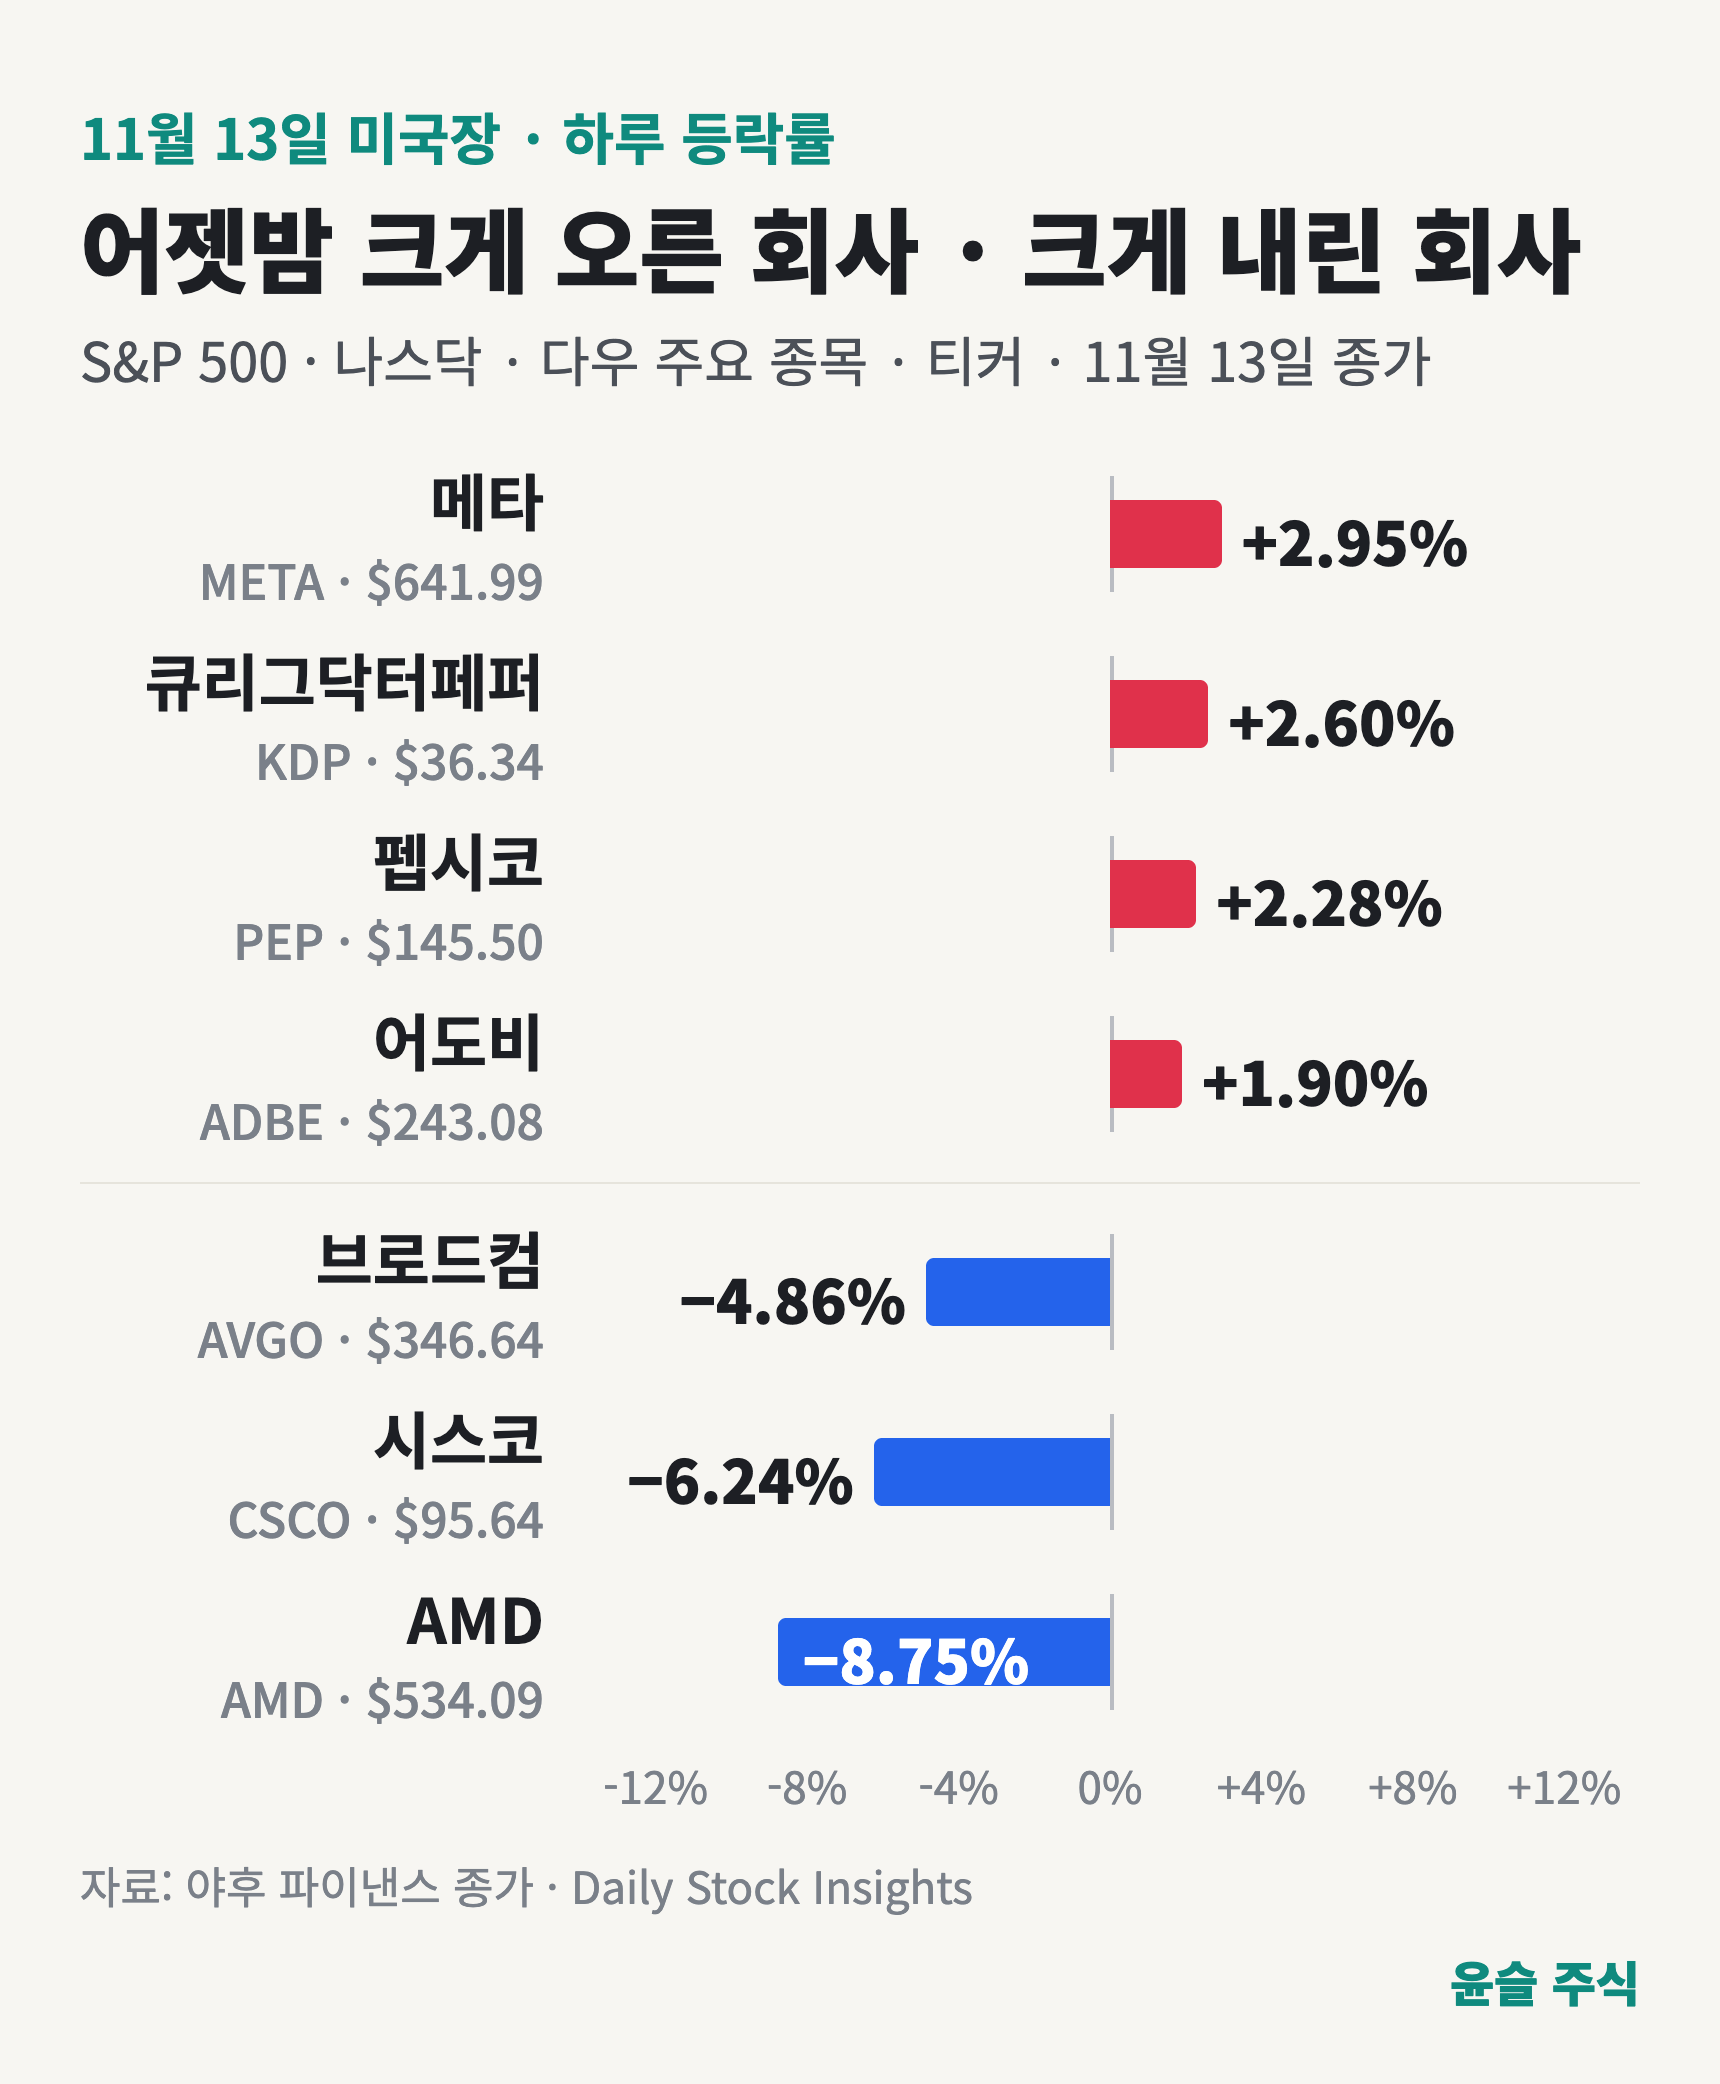 11월 13일 미국장 · 하루 등락률
어젯밤 크게 오른 회사 · 크게 내린 회사
S&P 500 · 나스닥 · 다우 주요 종목 · 티커 · 11월 13일 종가
메타
META · $641.99
+2.95%
큐리그닥터페퍼
KDP · $36.34
+2.60%
펩시코
PEP · $145.50
+2.28%
어도비
ADBE · $243.08
+1.90%
브로드컴
AVGO · $346.64
−4.86%
시스코
CSCO · $95.64
−6.24%
AMD
AMD · $534.09
−8.75%
-12% -8% -4% 0% +4% +8% +12%
자료: 야후 파이낸스 종가 · Daily Stock Insights
윤슬 주식